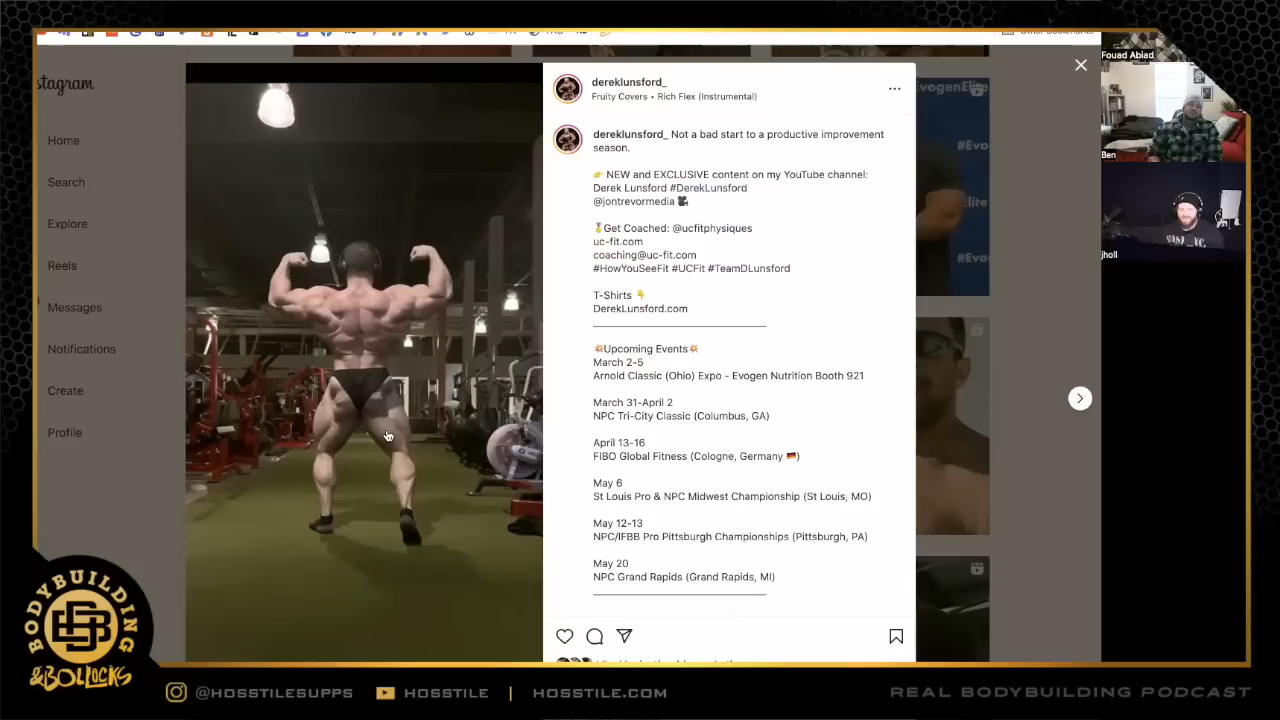 stagram
Home
Search
Explore
Reels
Messages
Notifications
Create
Profile
dereklunsford_
Fruity Covers • Rich Flex (Instrumental)
dereklunsford_ Not a bad start to a productive improvement
season.
👉 NEW and EXCLUSIVE content on my YouTube channel:
Derek Lunsford #DerekLunsford
@jontrevormedia 🎥
🏅Get Coached: @ucfitphysiques
uc-fit.com
coaching@uc-fit.com
#HowYouSeeFit #UCFit #TeamDLunsford
T-Shirts 👇
DerekLunsford.com
💥Upcoming Events💥
March 2-5
Arnold Classic (Ohio) Expo - Evogen Nutrition Booth 921
March 31-April 2
NPC Tri-City Classic (Columbus, GA)
April 13-16
FIBO Global Fitness (Cologne, Germany 🇩🇪)
May 6
St Louis Pro & NPC Midwest Championship (St Louis, MO)
May 12-13
NPC/IFBB Pro Pittsburgh Championships (Pittsburgh, PA)
May 20
NPC Grand Rapids (Grand Rapids, MI)
evogenElite
#Evo
lite.
#Evog
Fouad Abiad
Ben
jholl
BODYBUILDING
BB
&BOLLOCKS
@HOSSTILESUPPS
HOSSTILE
|
HOSSTILE.COM
REAL BODYBUILDING PODCAST